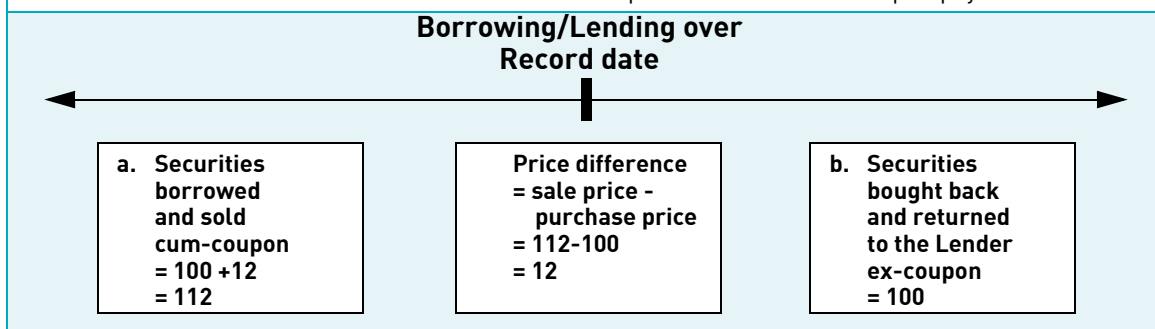 Borrowing/Lending over
Record date
a. Securities
borrowed
and sold
cum-coupon
= 100 +12
= 112
Price difference
= sale price -
purchase price
= 112-100
= 12
b. Securities
bought back
and returned
to the Lender
ex-coupon
= 100